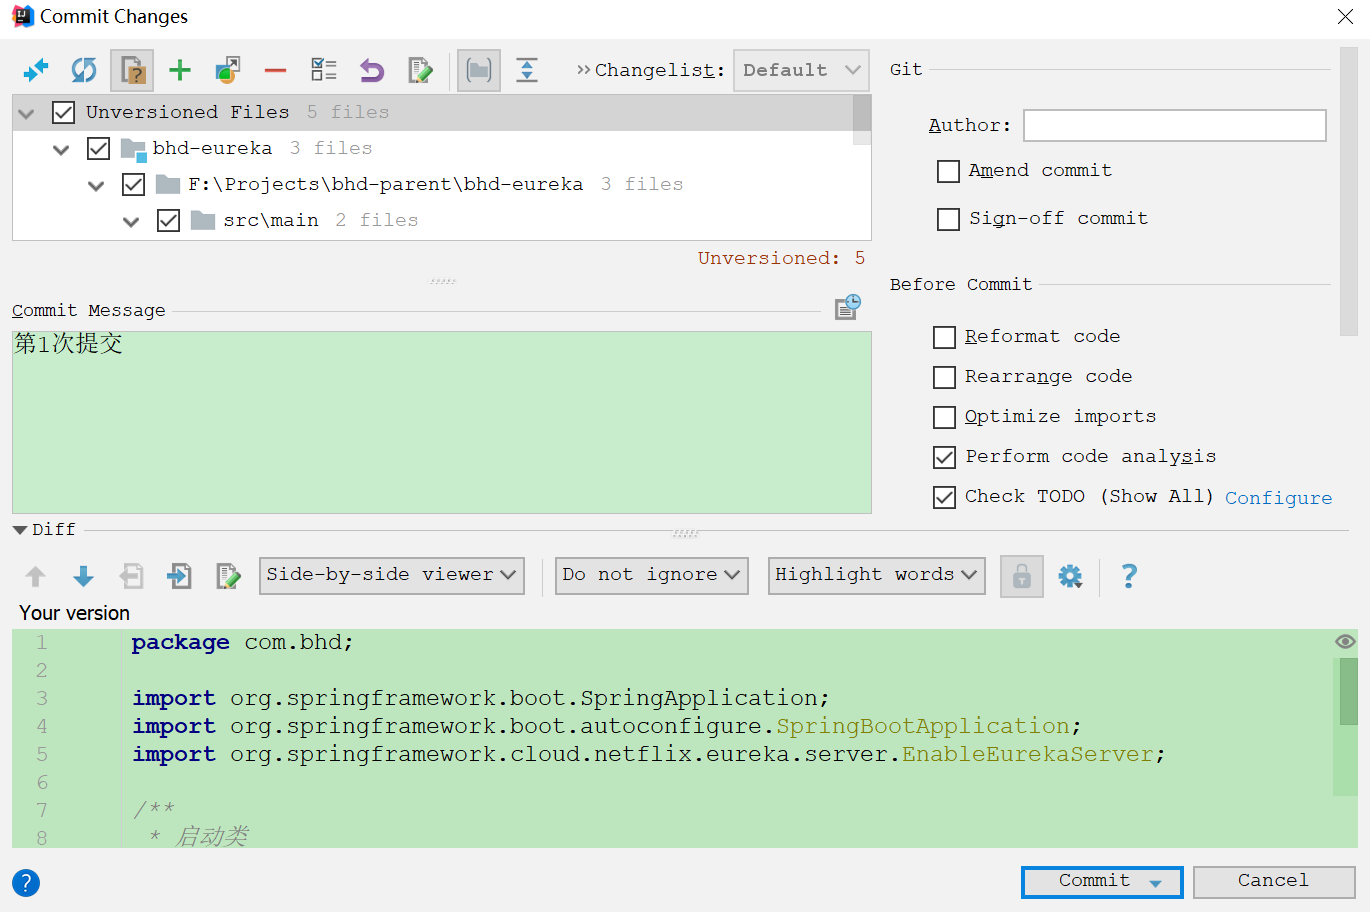 Commit Changes
Changelist: Default
Unversioned Files 5 files
bhd-eureka 3 files
F:\Projects\bhd-parent\bhd-eureka 3 files
src\main 2 files
Unversioned: 5
Git
Author:
Amend commit
Sign-off commit
Before Commit
Reformat code
Rearrange code
Optimize imports
Perform code analysis
Check TODO (Show All) Configure
Commit Message
第1次提交
Diff
Side-by-side viewer Do not ignore Highlight words
Your version
1 package com.bhd;
2
3 import org.springframework.boot.SpringApplication;
4 import org.springframework.boot.autoconfigure.SpringBootApplication;
5 import org.springframework.cloud.netflix.eureka.server.EnableEurekaServer;
6
7 /**
8 * 启动类
Commit Cancel